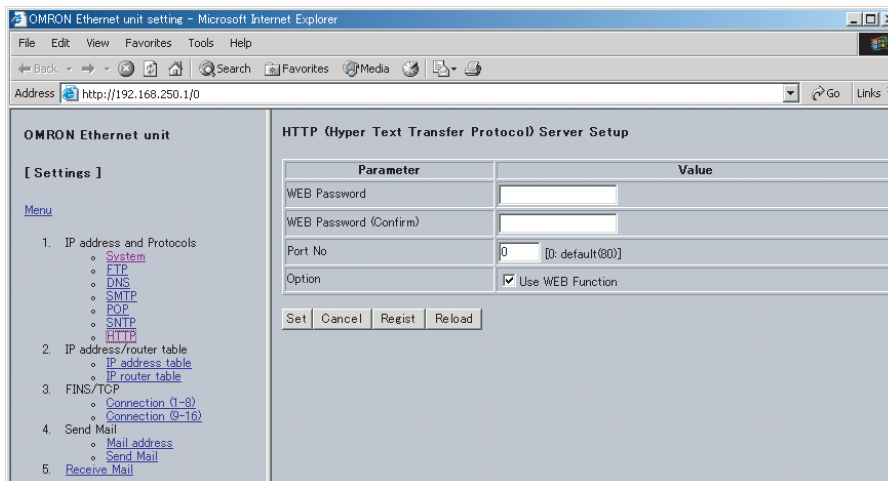 OMRON Ethernet unit setting - Microsoft Internet Explorer
File Edit View Favorites Tools Help
Back Search Favorites Media
Address http://192.168.250.1/0 Go Links
OMRON Ethernet unit
[ Settings ]
Menu
1. IP address and Protocols
System
FTP
DNS
SMTP
POP
SNTP
HTTP
2. IP address/router table
IP address table
IP router table
3. FINS/TCP
Connection (1-8)
Connection (9-16)
4. Send Mail
Mail address
Send Mail
5. Receive Mail
HTTP (Hyper Text Transfer Protocol) Server Setup
Parameter Value
WEB Password
WEB Password (Confirm)
Port No 0 [0: default(80)]
Option Use WEB Function
Set Cancel Regist Reload